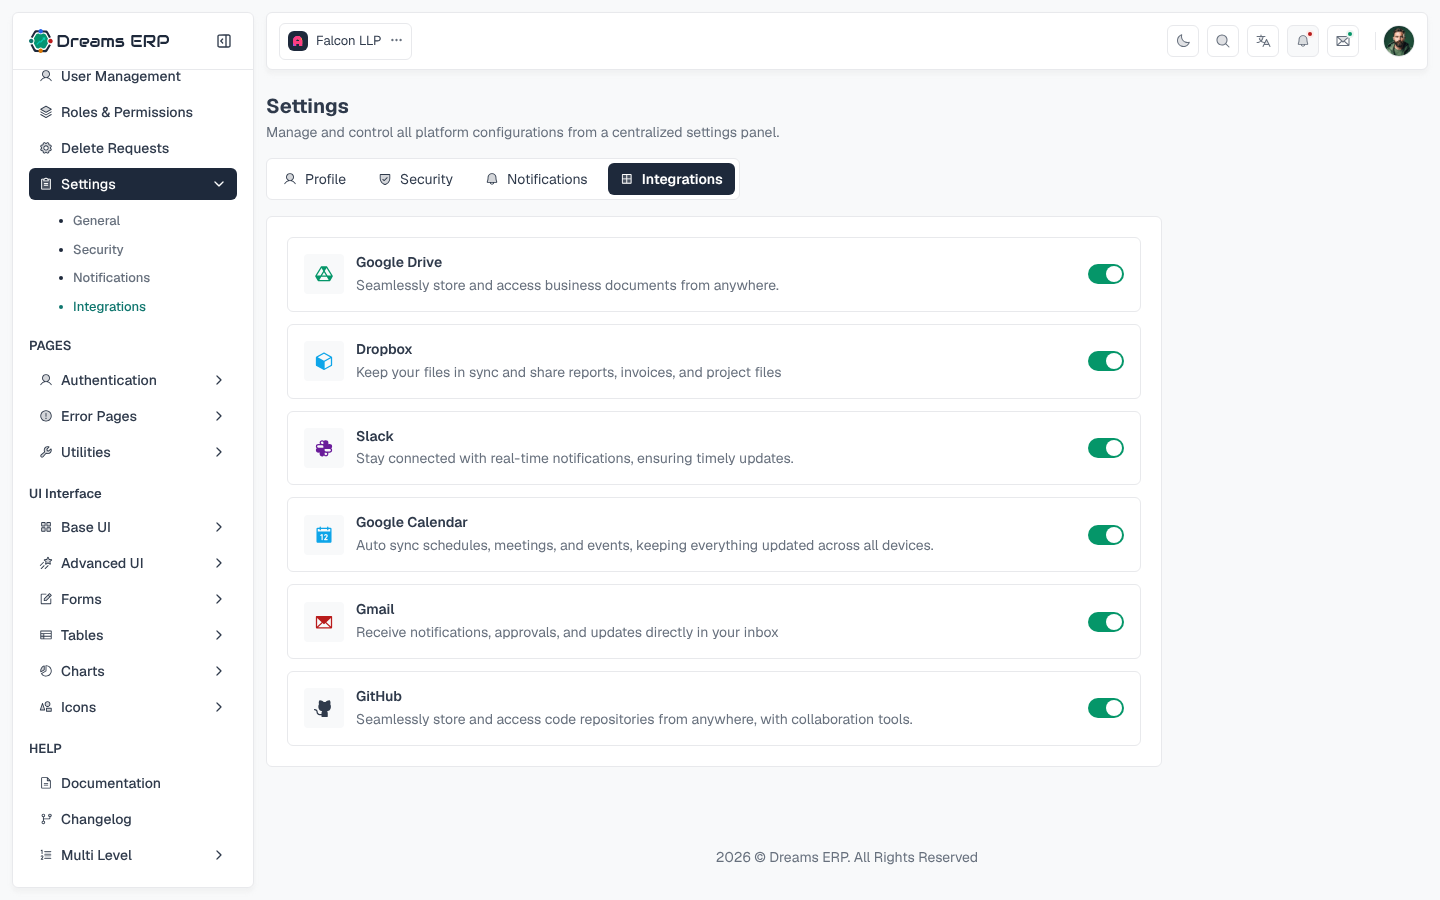 Dreams ERP
User Management
Roles & Permissions
Delete Requests
Settings
General
Security
Notifications
Integrations
PAGES
Authentication
Error Pages
Utilities
UI Interface
Base UI
Advanced UI
Forms
Tables
Charts
Icons
HELP
Documentation
Changelog
Multi Level
Falcon LLP
Settings
Manage and control all platform configurations from a centralized settings panel.
Profile
Security
Notifications
Integrations
Google Drive
Seamlessly store and access business documents from anywhere.
Dropbox
Keep your files in sync and share reports, invoices, and project files
Slack
Stay connected with real-time notifications, ensuring timely updates.
12
Google Calendar
Auto sync schedules, meetings, and events, keeping everything updated across all devices.
Gmail
Receive notifications, approvals, and updates directly in your inbox
GitHub
Seamlessly store and access code repositories from anywhere, with collaboration tools.
2026 © Dreams ERP. All Rights Reserved